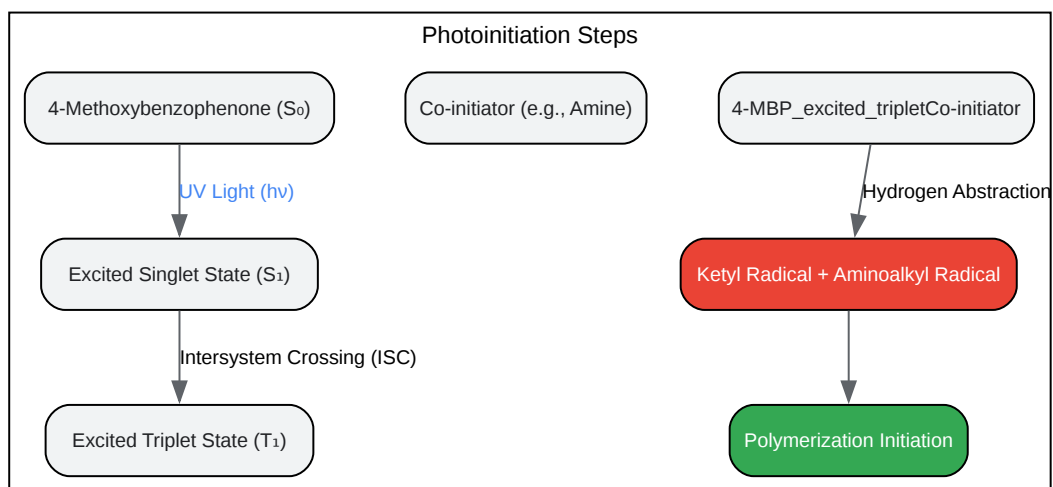 Photoinitiation Steps
4-Methoxybenzophenone (S₀)
Co-initiator (e.g., Amine)
4-MBP_excited_tripletCo-initiator
UV Light (hν)
Hydrogen Abstraction
Excited Singlet State (S₁)
Ketyl Radical + Aminoalkyl Radical
Intersystem Crossing (ISC)
Excited Triplet State (T₁)
Polymerization Initiation